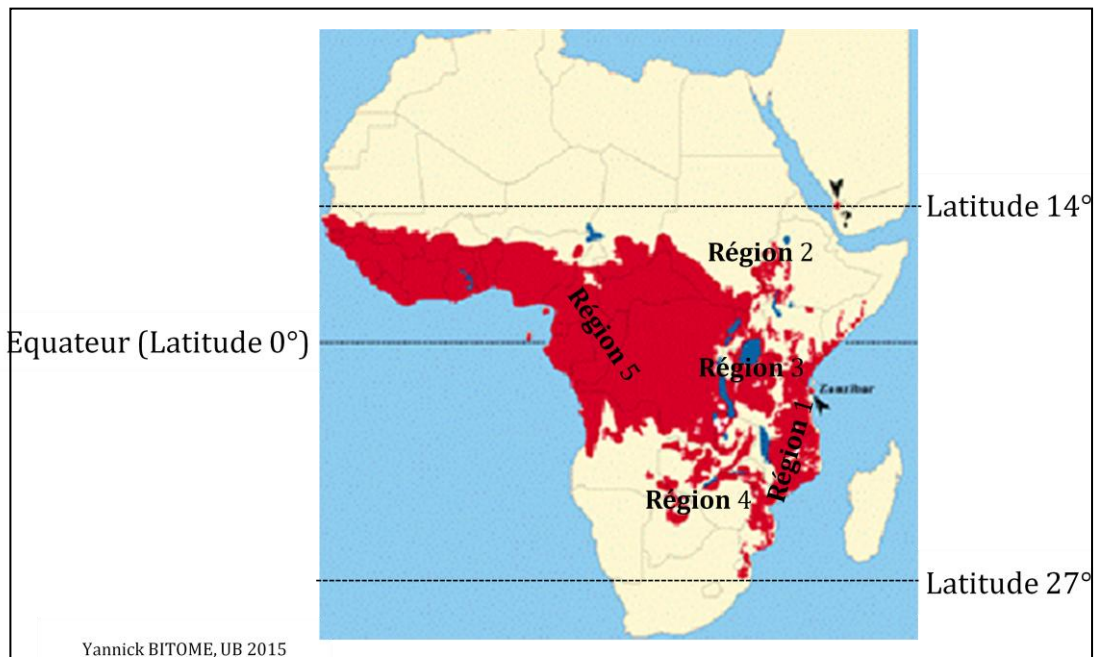 Latitude 14°
?
Région 2
Région 5
Equateur (Latitude 0°)
Région 3
Zanzibar
Région 1
Région 4
Latitude 27°
Yannick BITOME, UB 2015